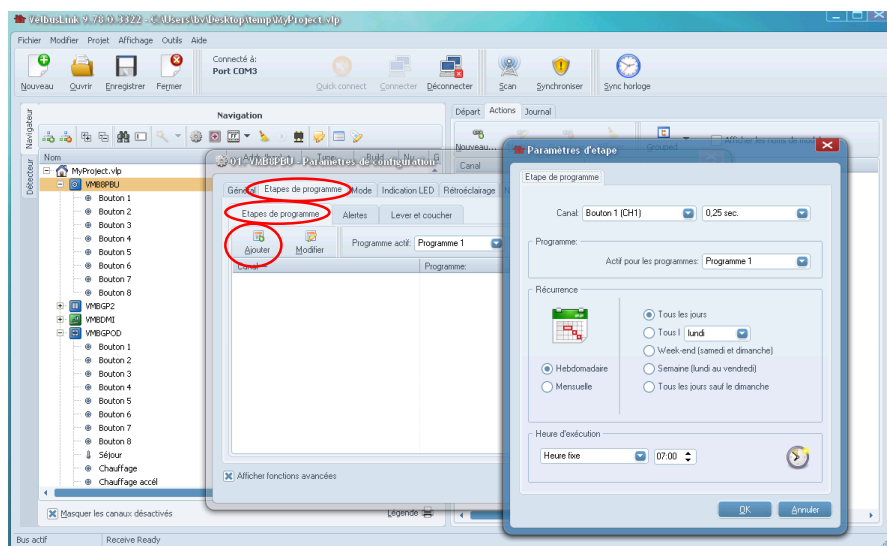 VelbusLink 9.78.0.3322 - C:\Users\bv\Desktop\temp\MyProject.vlp
Fichier Modifier Projet Affichage Outils Aide
Nouveau Ouvrir Enregistrer Fermer
Connecté à:
Port COM3
Quick connect Connecter Déconnecter Scan Synchroniser Sync horloge
Navigateur
Détecteur
Navigation
Nom
MyProject.vlp
VMB8PBU
Bouton 1
Bouton 2
Bouton 3
Bouton 4
Bouton 5
Bouton 6
Bouton 7
Bouton 8
VMBGP2
VMBDMI
VMBGPOD
Bouton 1
Bouton 2
Bouton 3
Bouton 4
Bouton 5
Bouton 6
Bouton 7
Bouton 8
Séjour
Chauffage
Chauffage accél
Masquer les canaux désactivés
Légende
Bus actif Receive Ready
Départ Actions Journal
Nouveau...
Canal
01 VMB8PBU - Paramètres de configuration
Général Etapes de programme Mode Indication LED Rétroéclairage
Etapes de programme Alertes Lever et coucher
Ajouter Modifier Programme actif: Programme 1
Canal Programme:
Afficher fonctions avancées
Paramètres d'etape
Etape de programme
Canal: Bouton 1 (CH1) 0,25 sec.
Programme:
Actif pour les programmes: Programme 1
Récurrence
Hebdomadaire
Mensuelle
Tous les jours
Tous l lundi
Week-end (samedi et dimanche)
Semaine (lundi au vendredi)
Tous les jours sauf le dimanche
Heure d'exécution
Heure fixe 07:00
OK Annuler